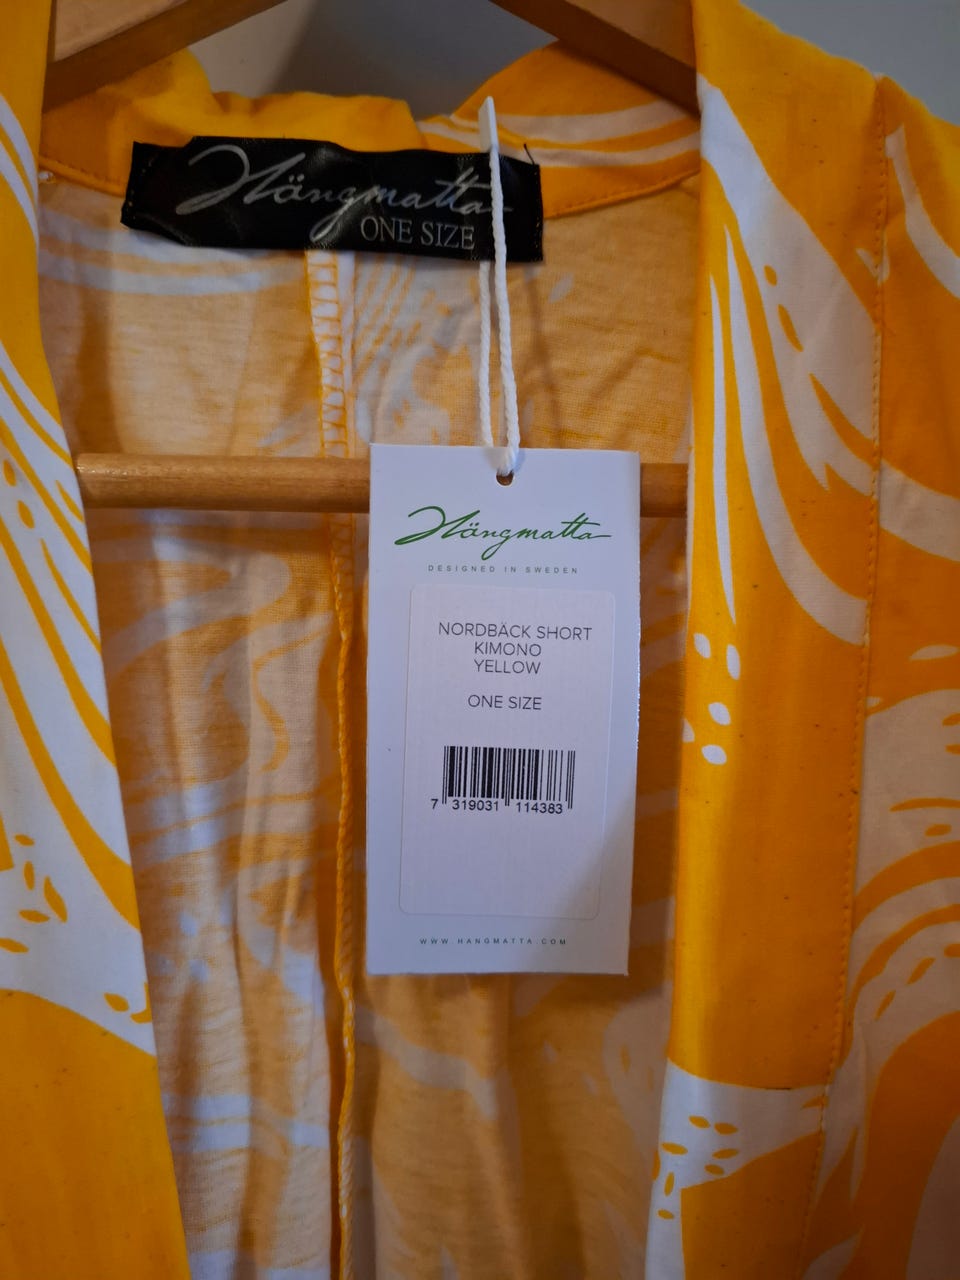 Hängmatta
ONE SIZE
Hängmatta
DESIGNED IN SWEDEN
NORDBÄCK SHORT
KIMONO
YELLOW
ONE SIZE
7 319031 114383
WWW.HANGMATTA.COM